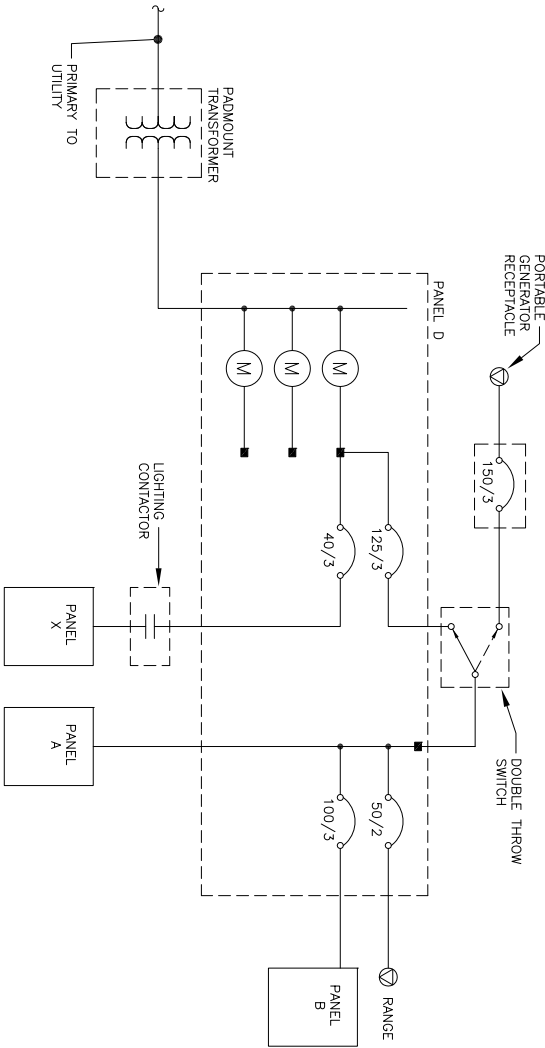 PRIMARY TO
UTILITY
PADMOUNT
TRANSFORMER
PORTABLE
GENERATOR
RECEPTACLE
150/3
PANEL D
M
M
M
125/3
40/3
LIGHTING
CONTACTOR
PANEL
X
DOUBLE THROW
SWITCH
PANEL
A
50/2
100/3
RANGE
PANEL
B